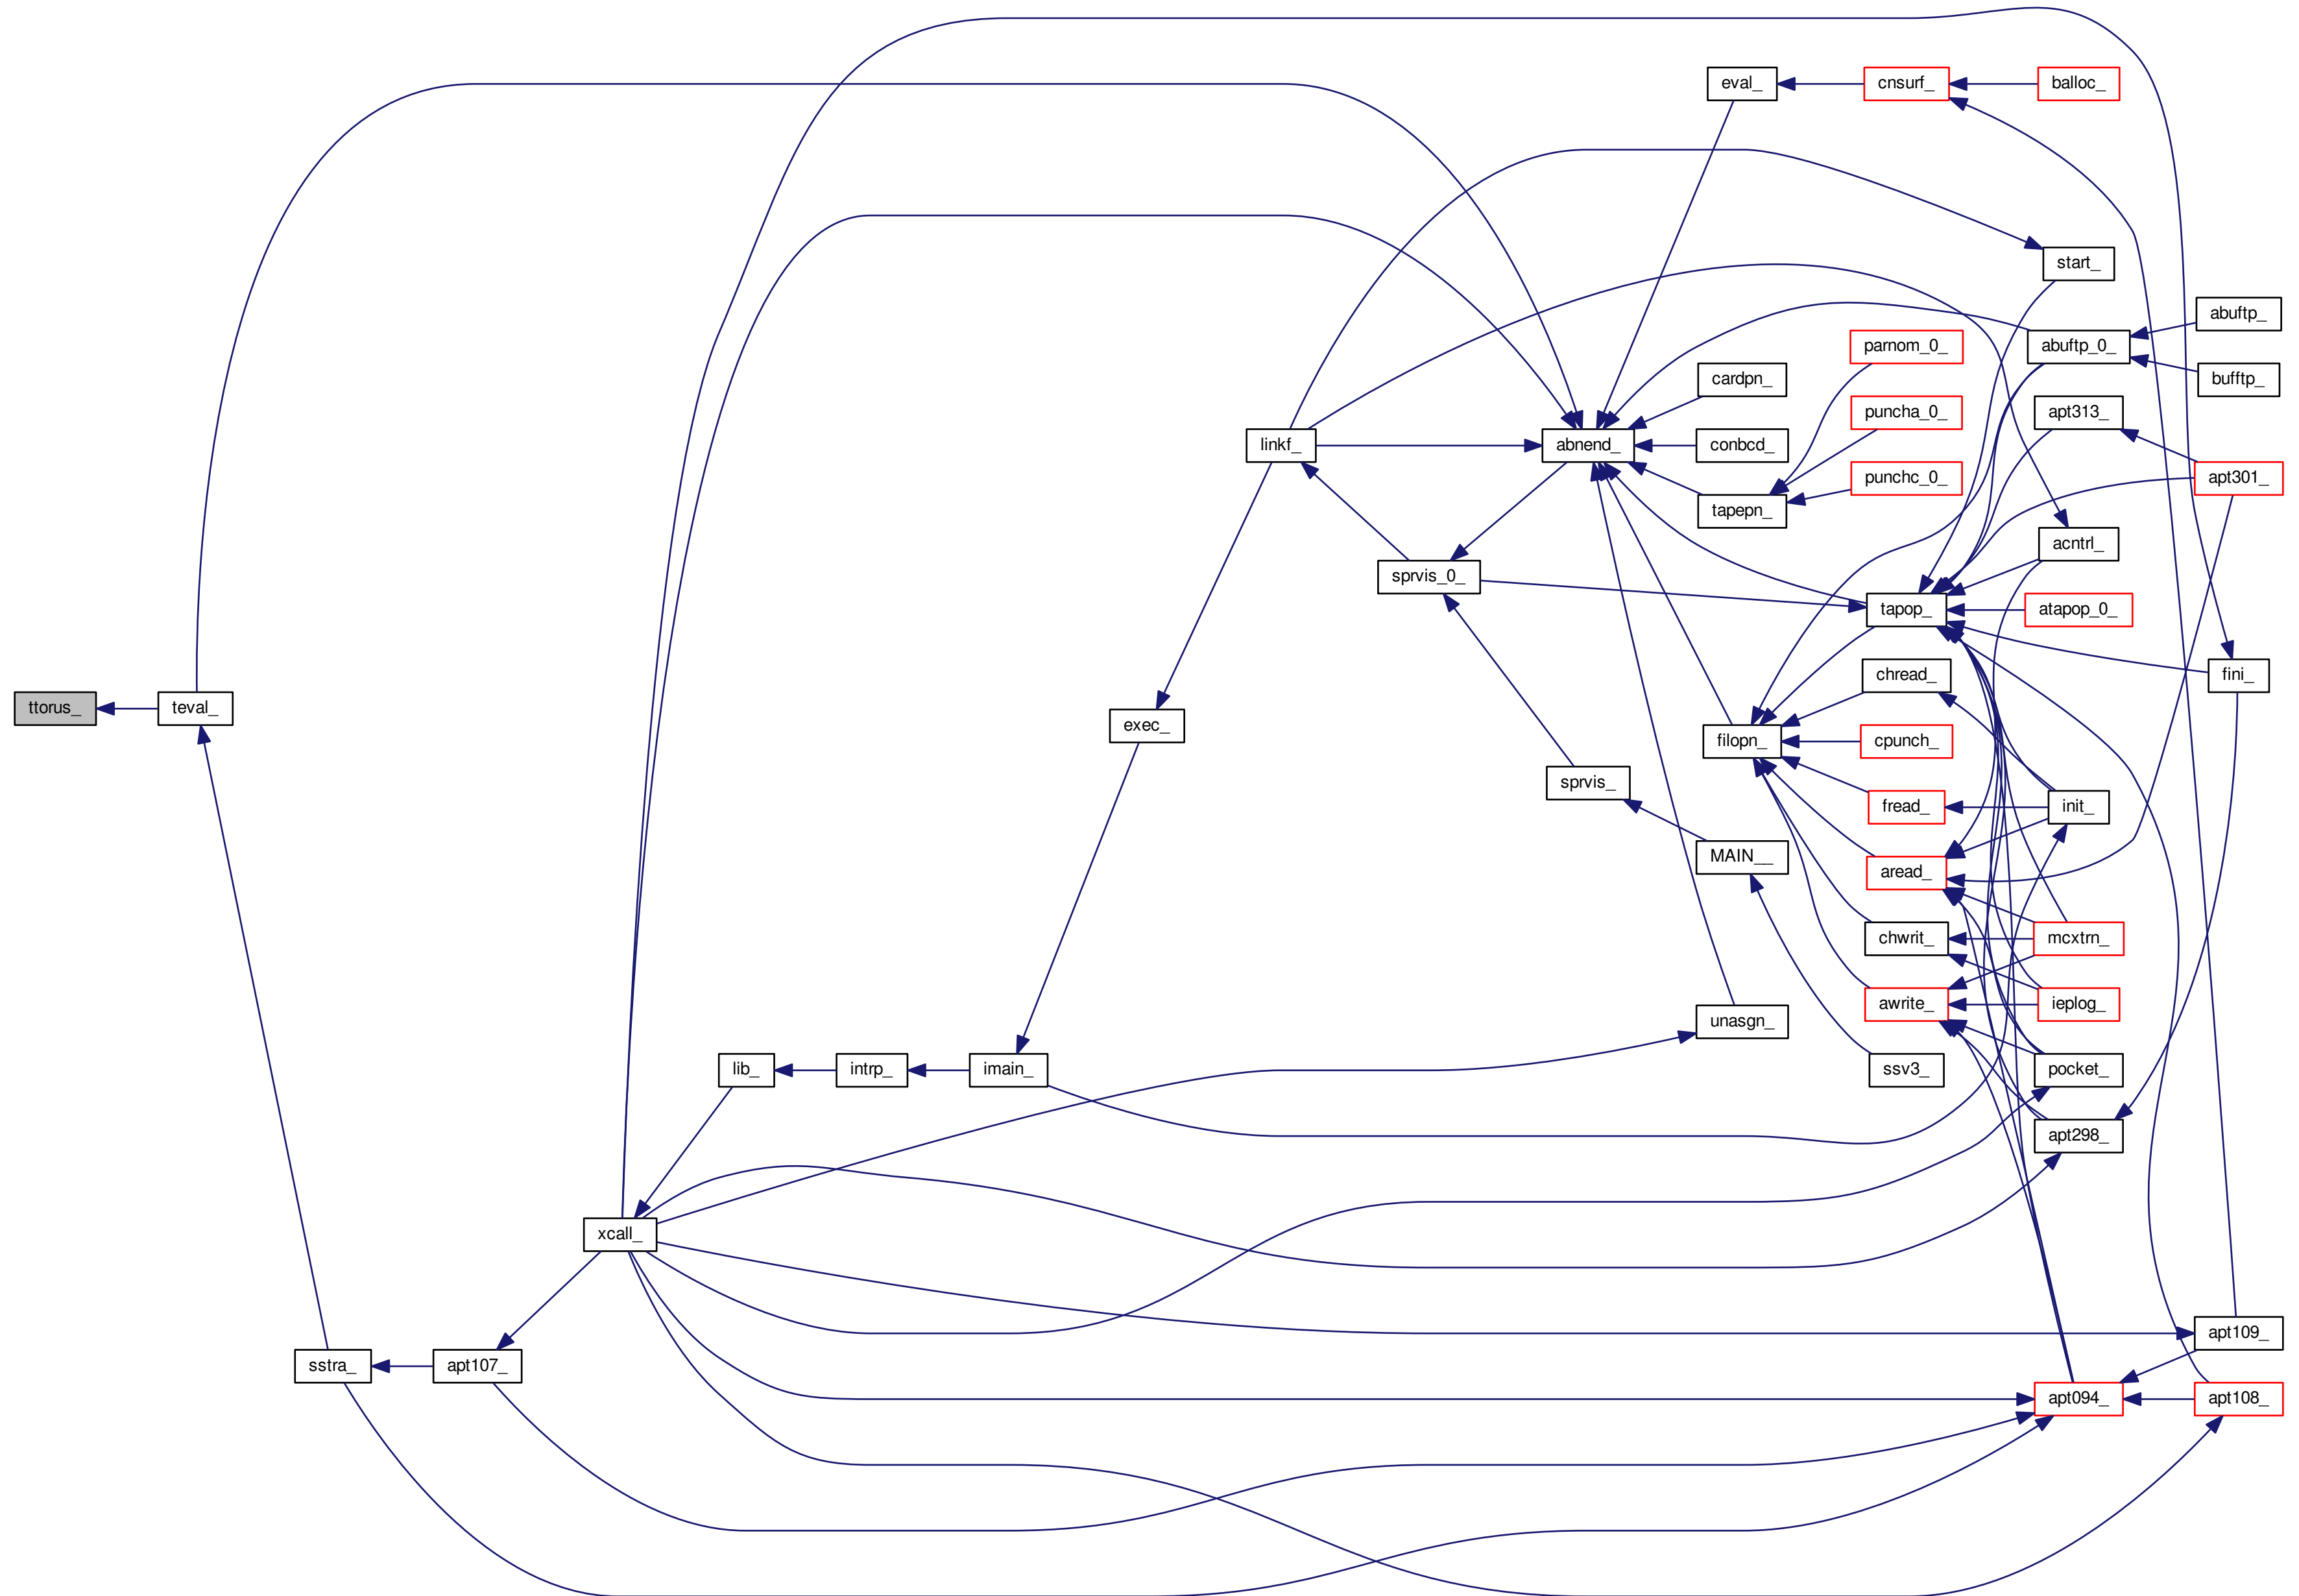 eval_
cnsurf_
balloc_
start_
abuftp_
parnom_0_
abuftp_0_
cardpn_
bufftp_
puncha_0_
apt313_
linkf_
abnend_
conbcd_
punchc_0_
apt301_
tapepn_
acntrl_
sprvis_0_
tapop_
atapop_0_
chread_
fini_
ttorus_
teval_
exec_
filopn_
cpunch_
sprvis_
fread_
init_
MAIN__
aread_
chwrit_
mcxtrn_
awrite_
ieplog_
unasgn_
lib_
intrp_
imain_
ssv3_
pocket_
apt298_
xcall_
apt109_
sstra_
apt107_
apt094_
apt108_